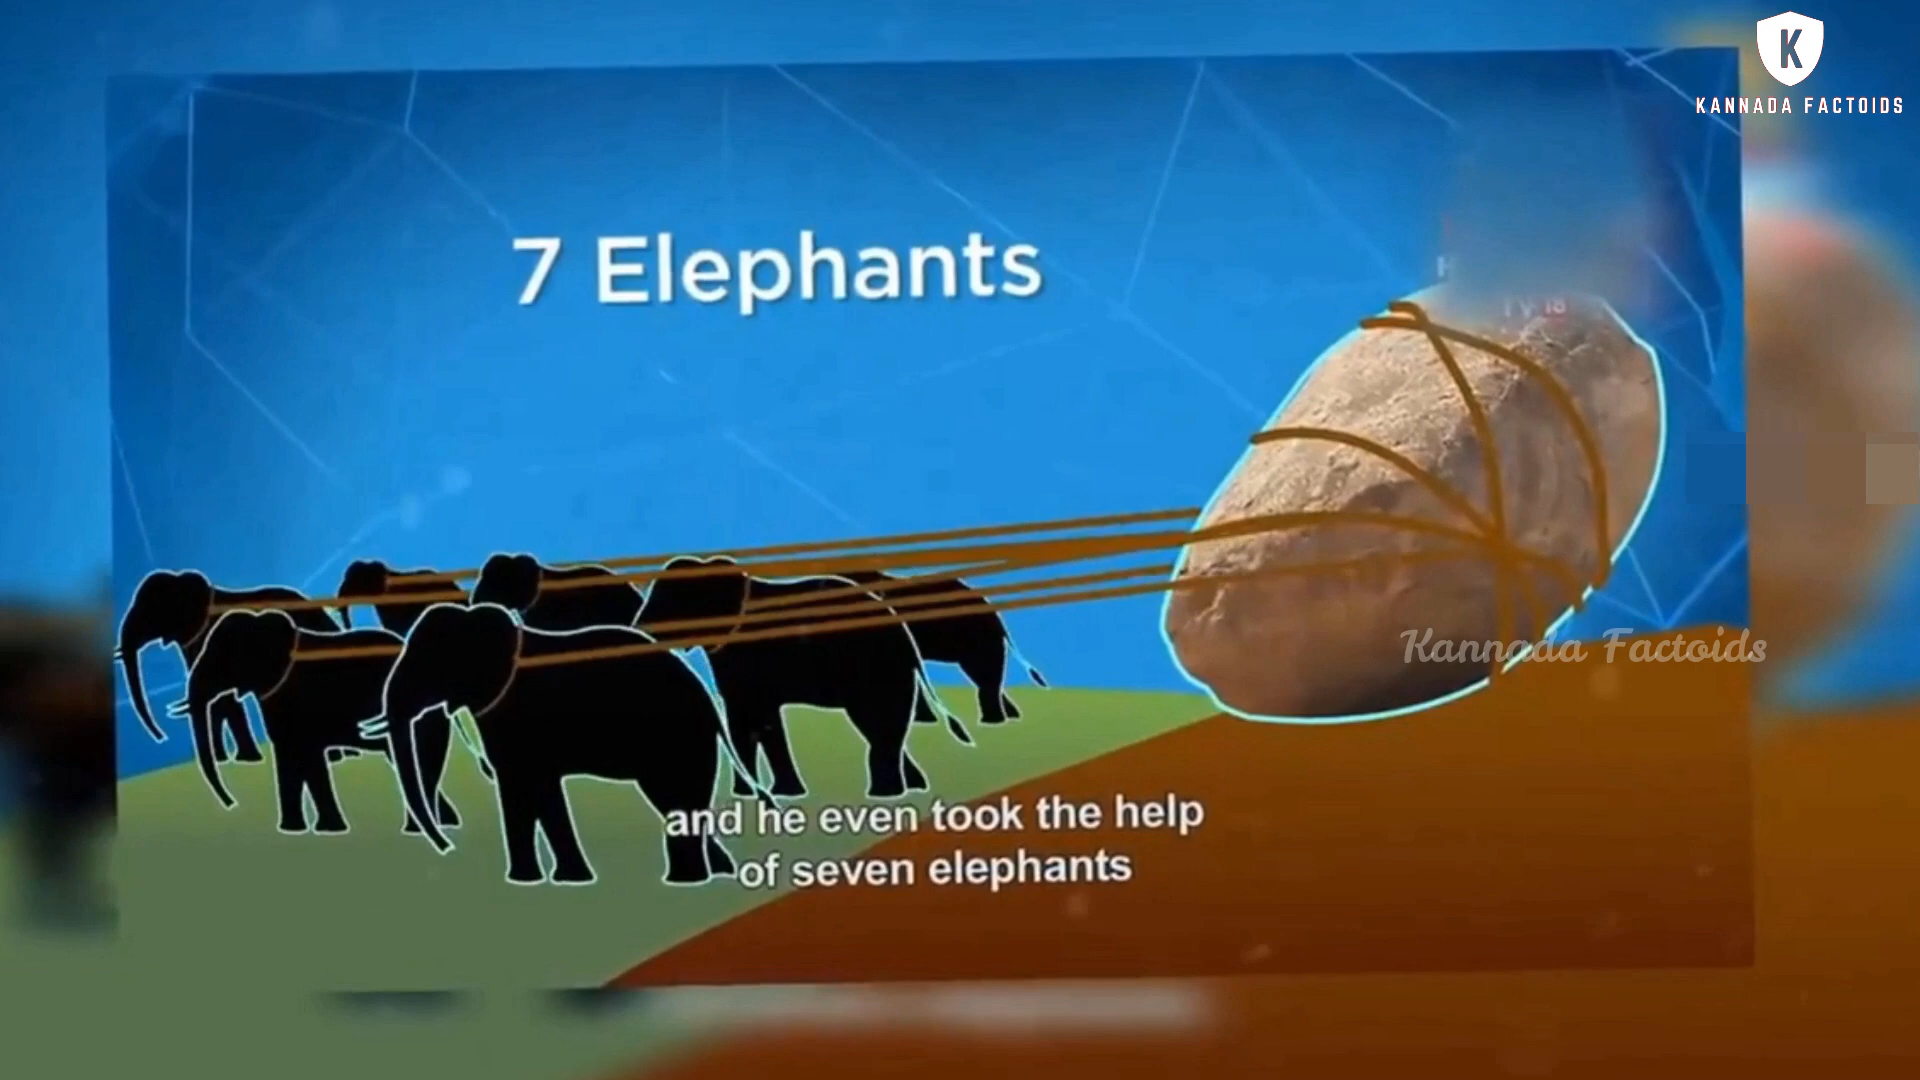 K
KANNADA FACTOIDS
7 Elephants
Kannada Factoids
and he even took the help
of seven elephants